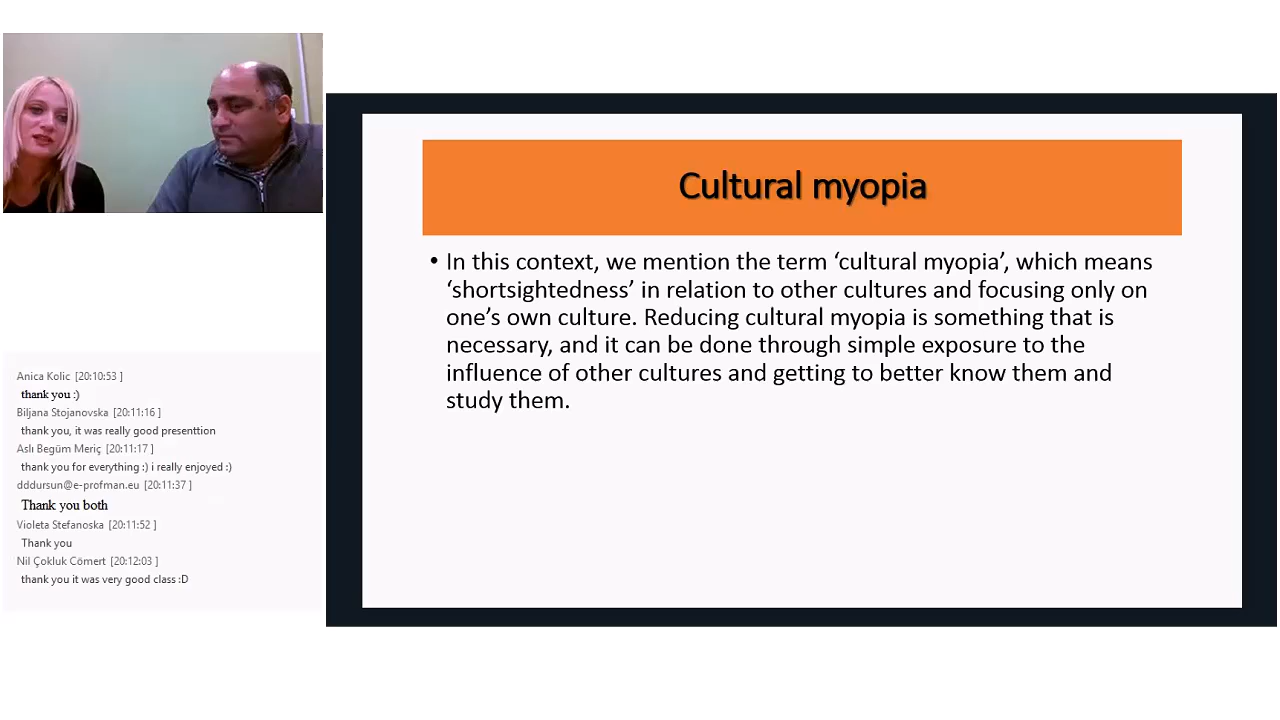 Cultural myopia
• In this context, we mention the term ‘cultural myopia’, which means
‘shortsightedness’ in relation to other cultures and focusing only on
one’s own culture. Reducing cultural myopia is something that is
necessary, and it can be done through simple exposure to the
influence of other cultures and getting to better know them and
study them.
Anica Kolic [20:10:53 ]
thank you :)
Biljana Stojanovska [20:11:16 ]
thank you, it was really good presenttion
Aslı Begüm Meriç [20:11:17 ]
thank you for everything :) i really enjoyed :)
dddursun@e-profman.eu [20:11:37 ]
Thank you both
Violeta Stefanoska [20:11:52 ]
Thank you
Nil Çokluk Cömert [20:12:03 ]
thank you it was very good class :D